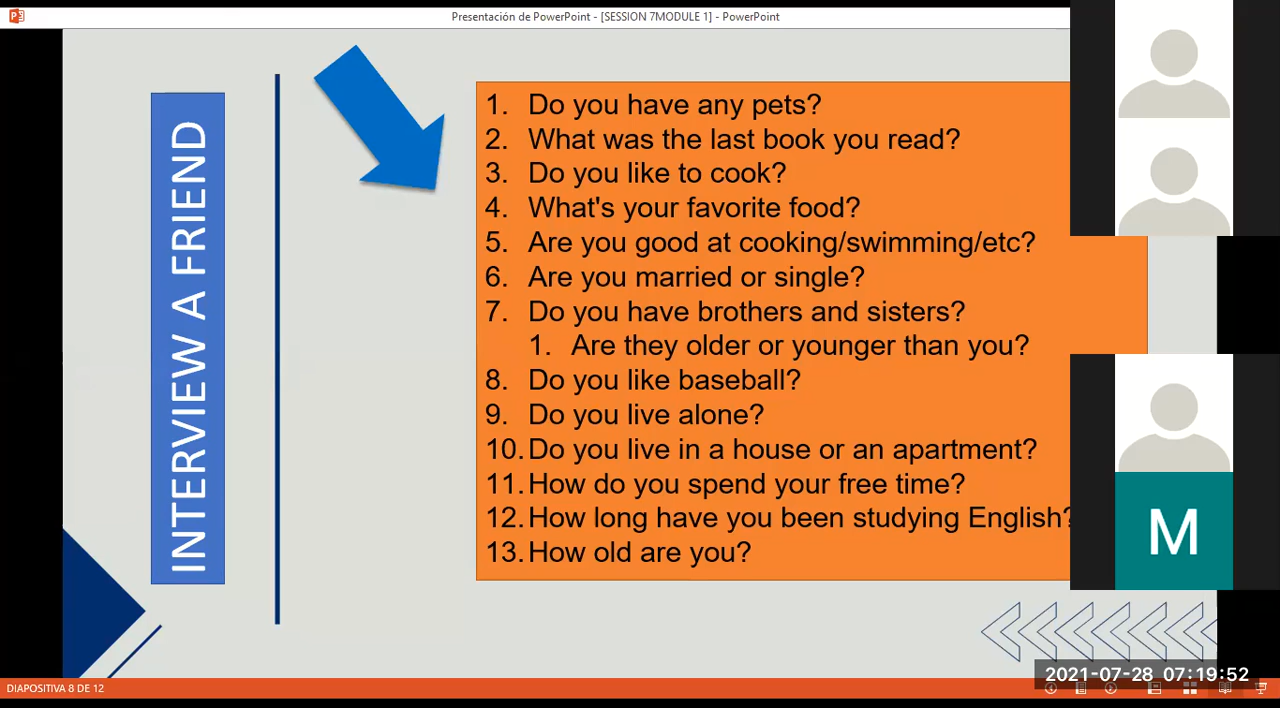 Presentación de PowerPoint - [SESSION 7MODULE 1] - PowerPoint
INTERVIEW A FRIEND
1. Do you have any pets?
2. What was the last book you read?
3. Do you like to cook?
4. What's your favorite food?
5. Are you good at cooking/swimming/etc?
6. Are you married or single?
7. Do you have brothers and sisters?
1. Are they older or younger than you?
8. Do you like baseball?
9. Do you live alone?
10. Do you live in a house or an apartment?
11. How do you spend your free time?
12. How long have you been studying English?
13. How old are you?
M
2021-07-28 07:19:52
DIAPOSITIVA 8 DE 12